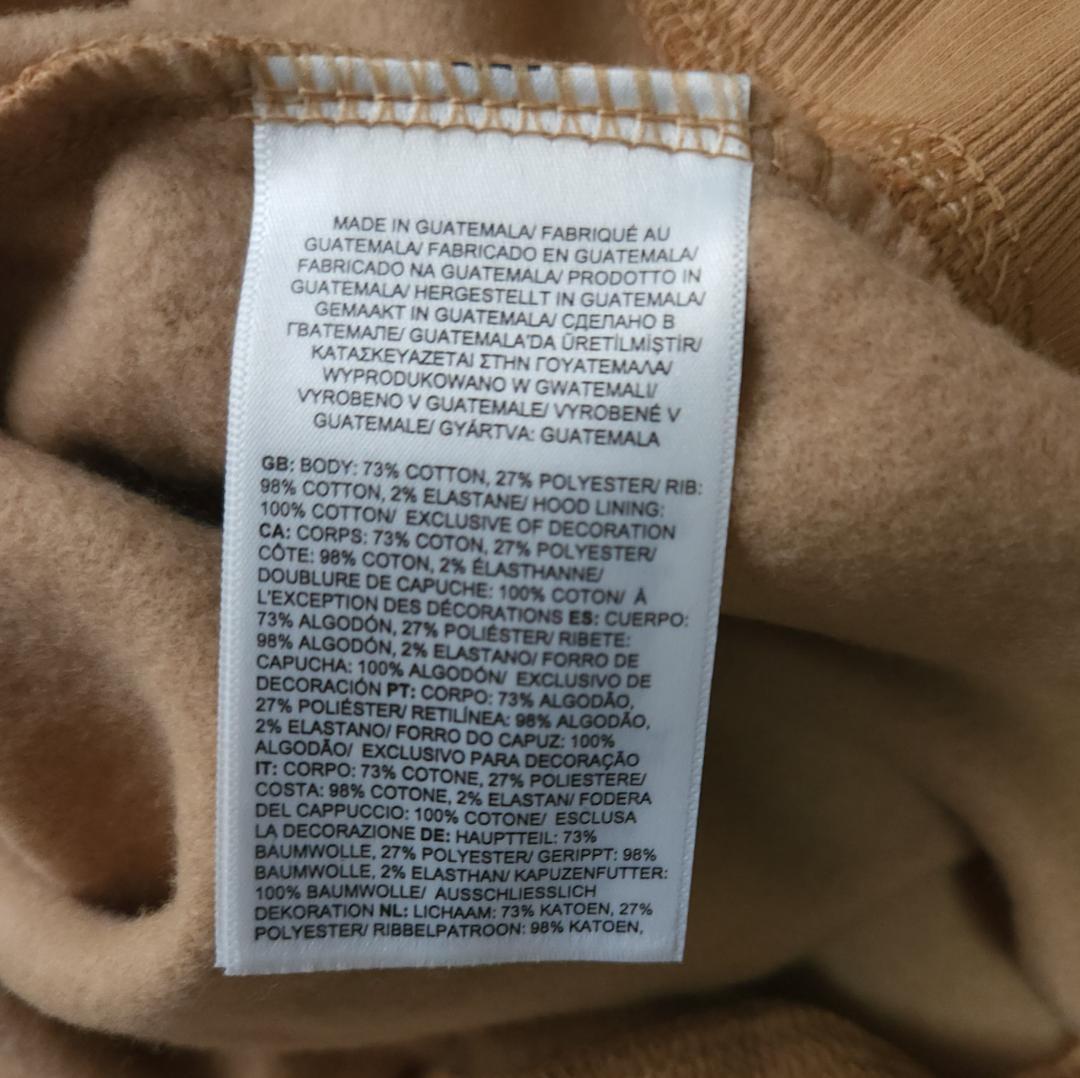 MADE IN GUATEMALA/ FABRIQUÉ AU
GUATEMALA/ FABRICADO EN GUATEMALA/
FABRICADO NA GUATEMALA/ PRODOTTO IN
GUATEMALA/ HERGESTELLT IN GUATEMALA/
GEMAAKT IN GUATEMALA/ СДЕЛАНО В
ГВАТЕМАЛЕ/ GUATEMALA'DA ÜRETİLMİŞTİR/
ΚΑΤΑΣΚΕΥΑΖΕΤΑΙ ΣΤΗΝ ΓΟΥΑΤΕΜΑΛΑ/
WYPRODUKOWANO W GWATEMALI/
VYROBENO V GUATEMALE/ VYROBENÉ V
GUATEMALE/ GYÁRTVA: GUATEMALA
GB: BODY: 73% COTTON, 27% POLYESTER/ RIB:
98% COTTON, 2% ELASTANE/ HOOD LINING:
100% COTTON/ EXCLUSIVE OF DECORATION
CA: CORPS: 73% COTON, 27% POLYESTER/
CÔTE: 98% COTON, 2% ÉLASTHANNE/
DOUBLURE DE CAPUCHE: 100% COTON/ À
L'EXCEPTION DES DÉCORATIONS ES: CUERPO:
73% ALGODÓN, 27% POLIÉSTER/ RIBETE:
98% ALGODÓN, 2% ELASTANO/ FORRO DE
CAPUCHA: 100% ALGODÓN/ EXCLUSIVO DE
DECORACIÓN PT: CORPO: 73% ALGODÃO,
27% POLIÉSTER/ RETILÍNEA: 98% ALGODÃO,
2% ELASTANO/ FORRO DO CAPUZ: 100%
ALGODÃO/ EXCLUSIVO PARA DECORAÇÃO
IT: CORPO: 73% COTONE, 27% POLIESTERE/
COSTA: 98% COTONE, 2% ELASTAN/ FODERA
DEL CAPPUCCIO: 100% COTONE/ ESCLUSA
LA DECORAZIONE DE: HAUPTTEIL: 73%
BAUMWOLLE, 27% POLYESTER/ GERIPPT: 98%
BAUMWOLLE, 2% ELASTHAN/ KAPUZENFUTTER:
100% BAUMWOLLE/ AUSSCHLIESSLICH
DEKORATION NL: LICHAAM: 73% KATOEN, 27%
POLYESTER/ RIBBELPATROON: 98% KATOEN,